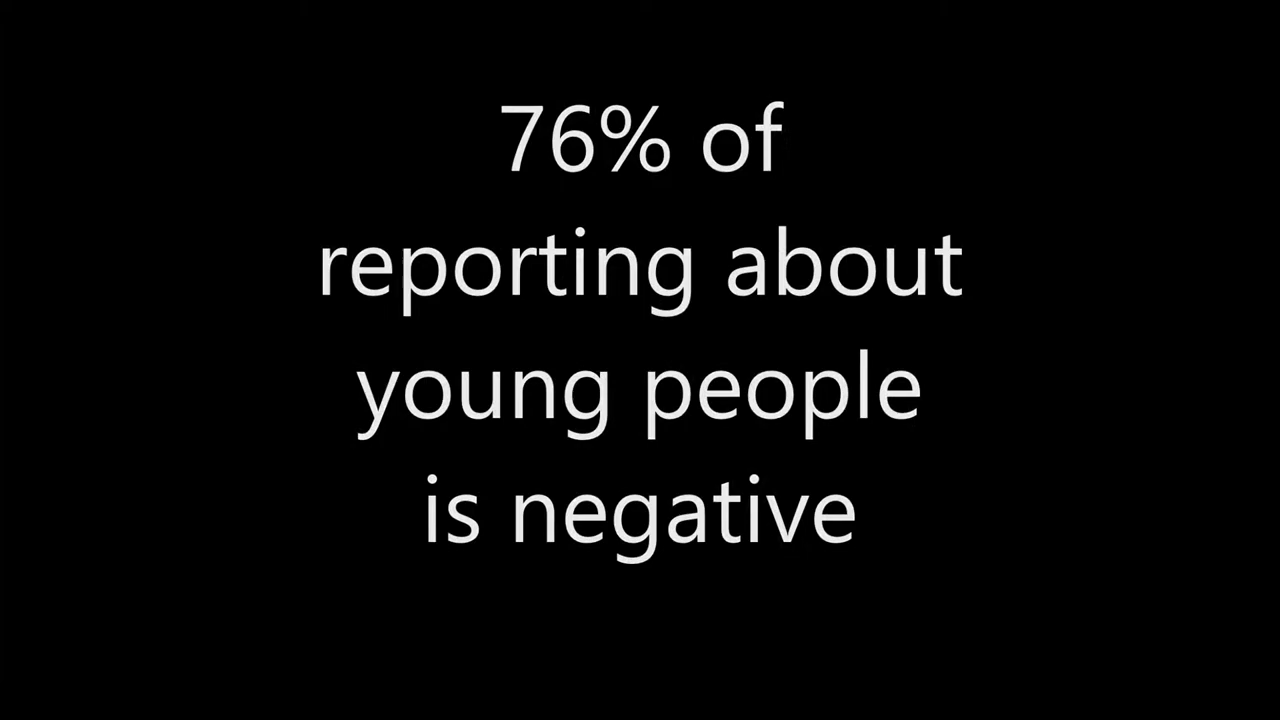 76% of
reporting about
young people
is negative